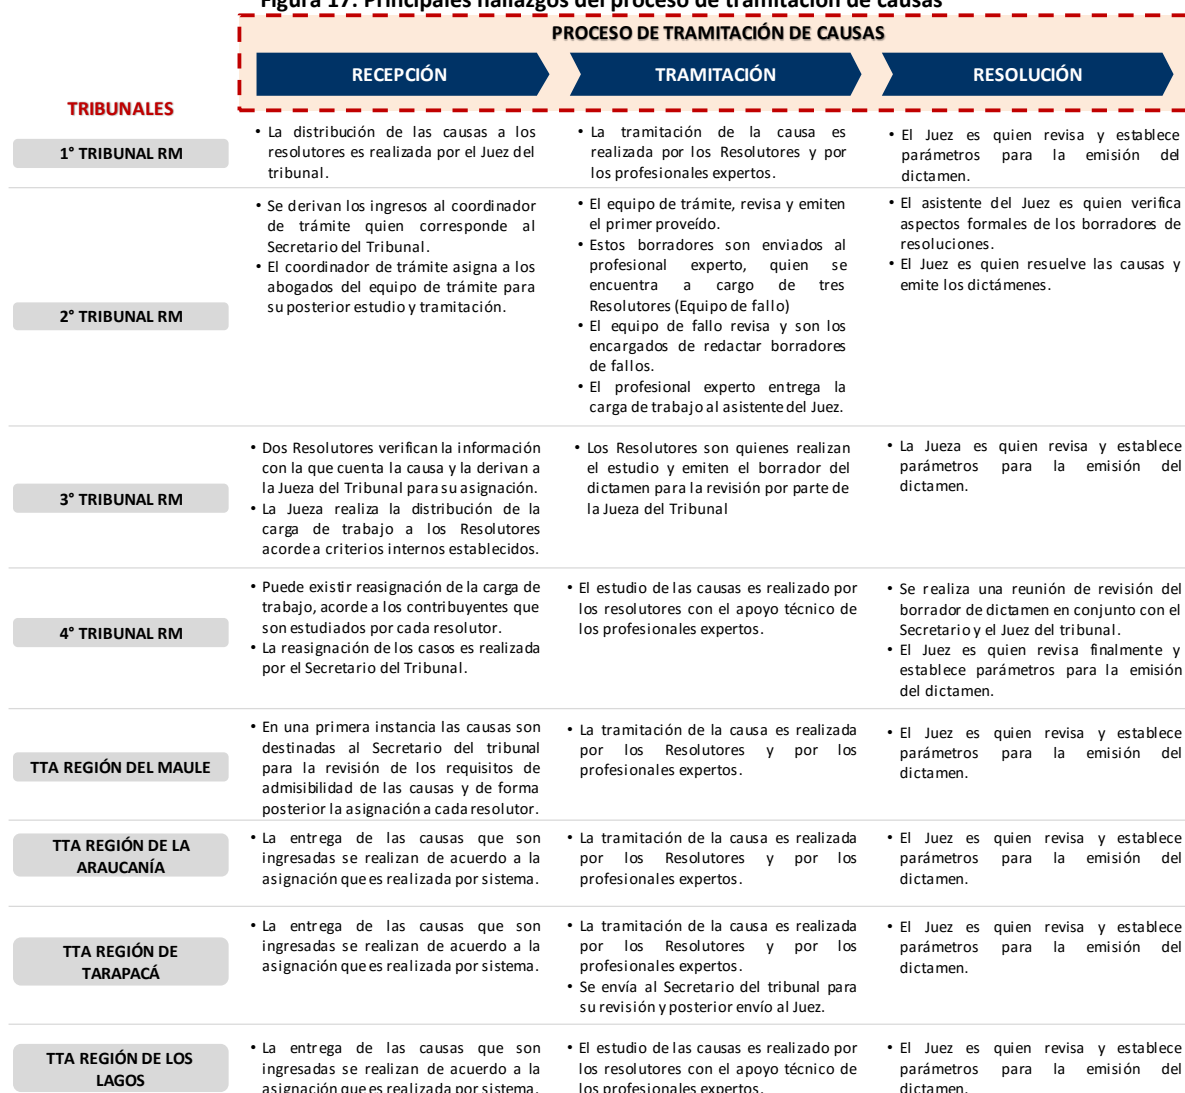 Figura 17. Principales hallazgos del proceso de tramitación de causas
PROCESO DE TRAMITACIÓN DE CAUSAS
RECEPCIÓN
TRAMITACIÓN
RESOLUCIÓN
TRIBUNALES
1° TRIBUNAL RM
• La distribución de las causas a los
resolutores es realizada por el Juez del
tribunal.
• La tramitación de la causa es
realizada por los Resolutores y por
los profesionales expertos.
• El Juez es quien revisa y establece
parámetros para la emisión del
dictamen.
2° TRIBUNAL RM
• Se derivan los ingresos al coordinador
de trámite quien corresponde al
Secretario del Tribunal.
• El coordinador de trámite asigna a los
abogados del equipo de trámite para
su posterior estudio y tramitación.
• El equipo de trámite, revisa y emiten
el primer proveído.
• Estos borradores son enviados al
profesional experto, quien se
encuentra a cargo de tres
Resolutores (Equipo de fallo)
• El equipo de fallo revisa y son los
encargados de redactar borradores
de fallos.
• El profesional experto entrega la
carga de trabajo al asistente del Juez.
• El asistente del Juez es quien verifica
aspectos formales de los borradores de
resoluciones.
• El Juez es quien resuelve las causas y
emite los dictámenes.
3° TRIBUNAL RM
• Dos Resolutores verifican la información
con la que cuenta la causa y la derivan a
la Jueza del Tribunal para su asignación.
• La Jueza realiza la distribución de la
carga de trabajo a los Resolutores
acorde a criterios internos establecidos.
• Los Resolutores son quienes realizan
el estudio y emiten el borrador del
dictamen para la revisión por parte de
la Jueza del Tribunal
• La Jueza es quien revisa y establece
parámetros para la emisión del
dictamen.
4° TRIBUNAL RM
• Puede existir reasignación de la carga de
trabajo, acorde a los contribuyentes que
son estudiados por cada resolutor.
• La reasignación de los casos es realizada
por el Secretario del Tribunal.
• El estudio de las causas es realizado por
los resolutores con el apoyo técnico de
los profesionales expertos.
• Se realiza una reunión de revisión del
borrador de dictamen en conjunto con el
Secretario y el Juez del tribunal.
• El Juez es quien revisa finalmente y
establece parámetros para la emisión
del dictamen.
TTA REGIÓN DEL MAULE
• En una primera instancia las causas son
destinadas al Secretario del tribunal
para la revisión de los requisitos de
admisibilidad de las causas y de forma
posterior la asignación a cada resolutor.
• La tramitación de la causa es realizada
por los Resolutores y por los
profesionales expertos.
• El Juez es quien revisa y establece
parámetros para la emisión del
dictamen.
TTA REGIÓN DE LA
ARAUCANÍA
• La entrega de las causas que son
ingresadas se realizan de acuerdo a la
asignación que es realizada por sistema.
• La tramitación de la causa es realizada
por los Resolutores y por los
profesionales expertos.
• El Juez es quien revisa y establece
parámetros para la emisión del
dictamen.
TTA REGIÓN DE
TARAPACÁ
• La entrega de las causas que son
ingresadas se realizan de acuerdo a la
asignación que es realizada por sistema.
• La tramitación de la causa es realizada
por los Resolutores y por los
profesionales expertos.
• Se envía al Secretario del tribunal para
su revisión y posterior envío al Juez.
• El Juez es quien revisa y establece
parámetros para la emisión del
dictamen.
TTA REGIÓN DE LOS
LAGOS
• La entrega de las causas que son
ingresadas se realizan de acuerdo a la
asignación que es realizada por sistema.
• El estudio de las causas es realizado por
los resolutores con el apoyo técnico de
los profesionales expertos.
• El Juez es quien revisa y establece
parámetros para la emisión del
dictamen.